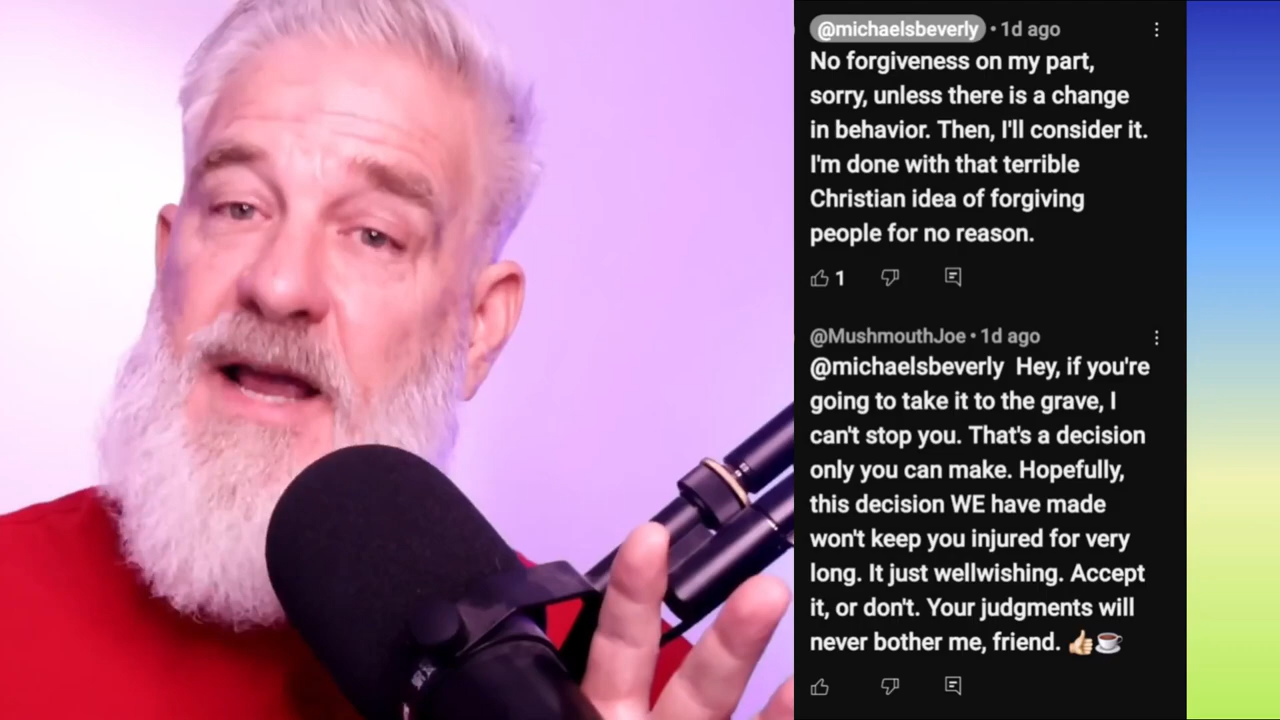 @michaelsbeverly • 1d ago
No forgiveness on my part,
sorry, unless there is a change
in behavior. Then, I'll consider it.
I'm done with that terrible
Christian idea of forgiving
people for no reason.
1
@MushmouthJoe • 1d ago
@michaelsbeverly Hey, if you're
going to take it to the grave, I
can't stop you. That's a decision
only you can make. Hopefully,
this decision WE have made
won't keep you injured for very
long. It just wellwishing. Accept
it, or don't. Your judgments will
never bother me, friend. 👍🏼☕